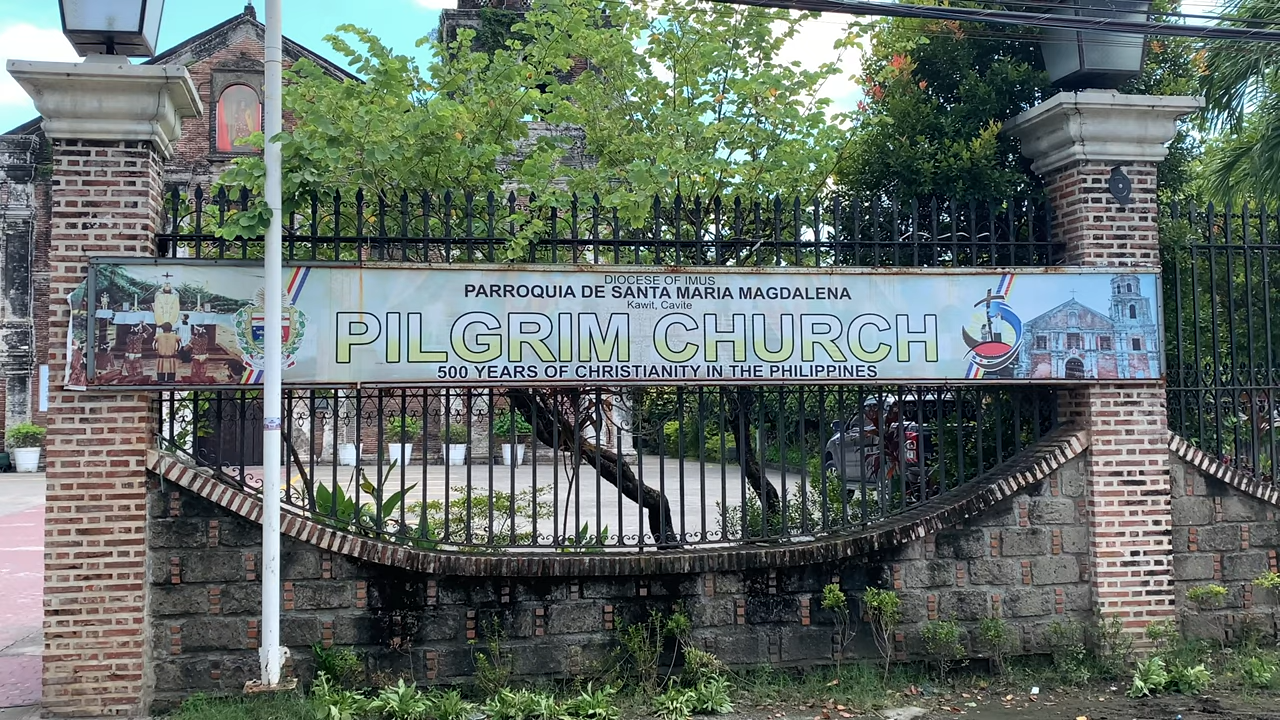 DIOCESE OF IMUS
PARROQUIA DE SANTA MARIA MAGDALENA
Kawit, Cavite
PILGRIM CHURCH
500 YEARS OF CHRISTIANITY IN THE PHILIPPINES